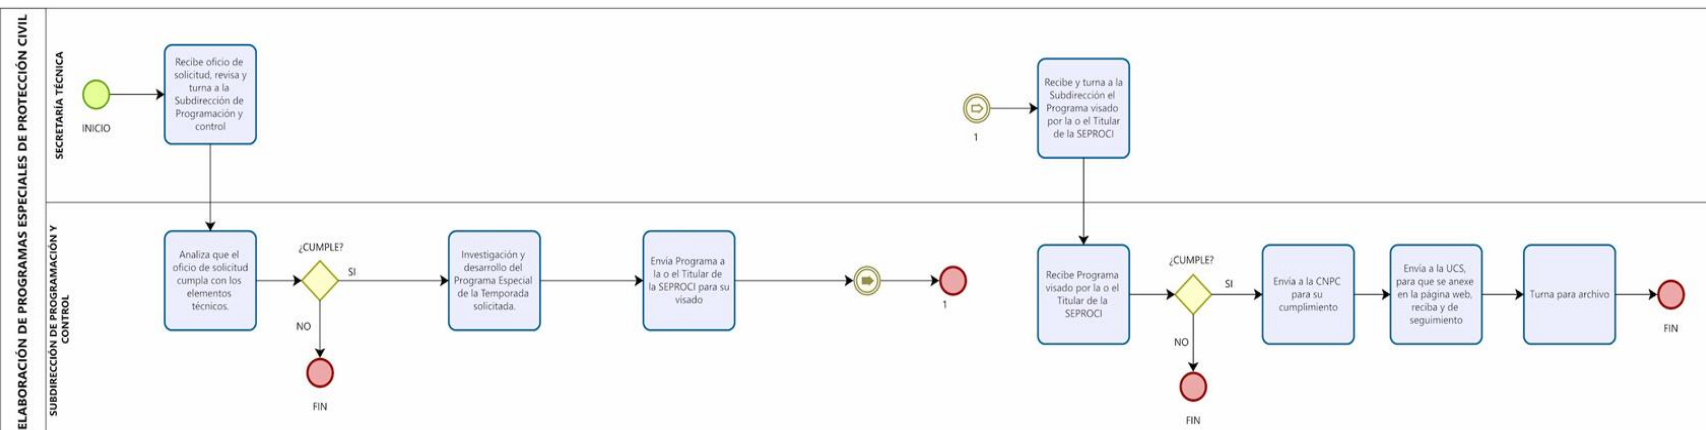 ELABORACIÓN DE PROGRAMAS ESPECIALES DE PROTECCIÓN CIVIL
SECRETARÍA TÉCNICA
INICIO
Recibe oficio de
solicitud, revisa y
turna a la
Subdirección de
Programación y
control
1
Recibe y turna a la
Subdirección el
Programa visado
por la o el Titular
de la SEPROCI
SUBDIRECCIÓN DE PROGRAMACIÓN Y
CONTROL
Analiza que el
oficio de solicitud
cumpla con los
elementos
técnicos.
¿CUMPLE?
SI
NO
FIN
Investigación y
desarrollo del
Programa Especial
de la Temporada
solicitada.
Envía Programa a
la o el Titular de
la SEPROCI para su
visado
1
Recibe Programa
visado por la o el
Titular de la
SEPROCI
¿CUMPLE?
SI
NO
FIN
Envia a la CNPC
para su
cumplimiento
Envía a la UCS,
para que se anexe
en la página web,
reciba y de
seguimiento
Turna para archivo
FIN